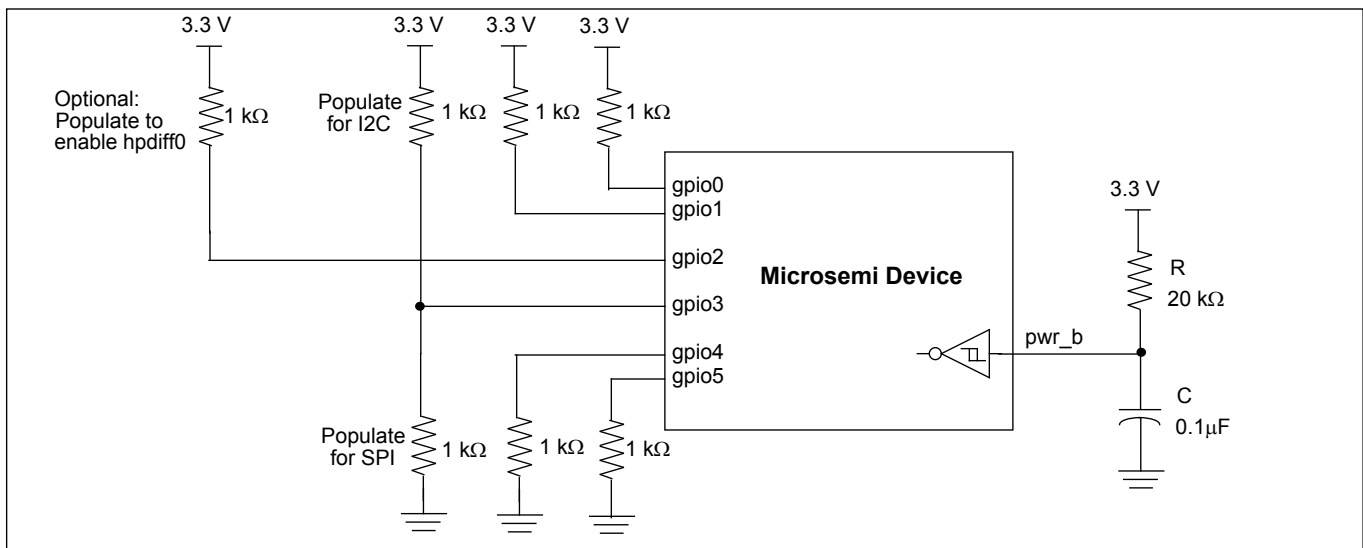 3.3 V 3.3 V 3.3 V 3.3 V
Optional:
Populate to
enable hpdiff0
1 kΩ
Populate
for I2C
1 kΩ 1 kΩ 1 kΩ
gpio0
gpio1
gpio2
gpio3
gpio4
gpio5
Microsemi Device
pwr_b
3.3 V
R
20 kΩ
C
0.1µF
Populate
for SPI
1 kΩ 1 kΩ 1 kΩ